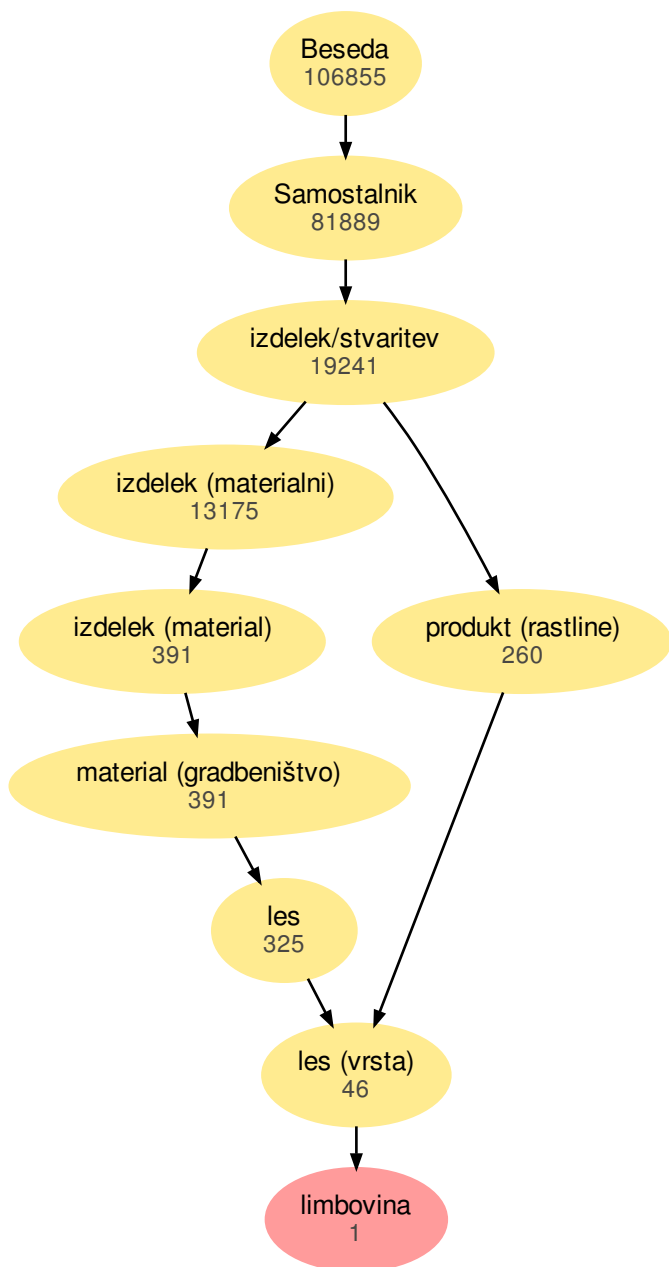 Beseda
106855
Samostalnik
81889
izdelek/stvaritev
19241
izdelek (materialni)
13175
izdelek (material)
391
produkt (rastline)
260
material (gradbeništvo)
391
les
325
les (vrsta)
46
limbovina
1